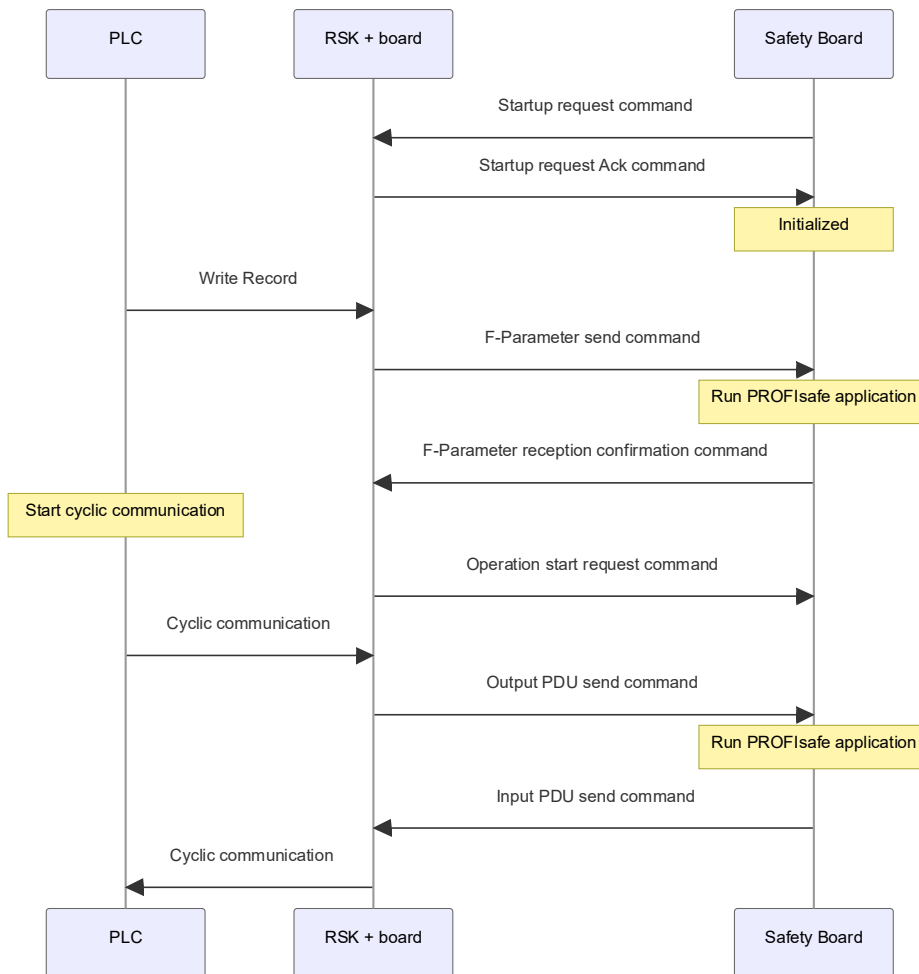 PLC
RSK + board
Safety Board
Startup request command
Startup request Ack command
Initialized
Write Record
F-Parameter send command
Run PROFIsafe application
F-Parameter reception confirmation command
Start cyclic communication
Operation start request command
Cyclic communication
Output PDU send command
Run PROFIsafe application
Input PDU send command
Cyclic communication
PLC
RSK + board
Safety Board